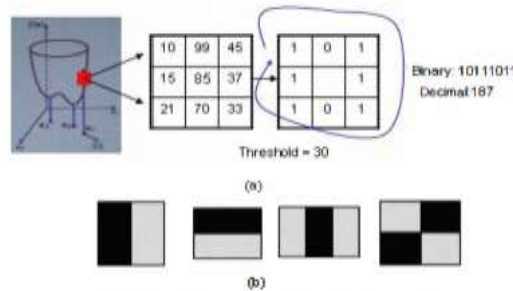 10 99 45
15 85 37
21 70 33
1 0 1
1 1
1 0 1
Binary: 10111011
Decimal:187
Threshold = 30
(a)
(b)